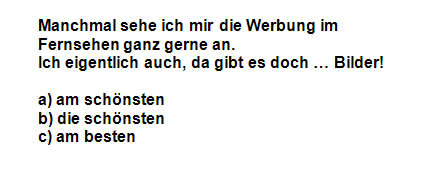 Manchmal sehe ich mir die Werbung im
Fernsehen ganz gerne an.
Ich eigentlich auch, da gibt es doch … Bilder!
a) am schönsten
b) die schönsten
c) am besten